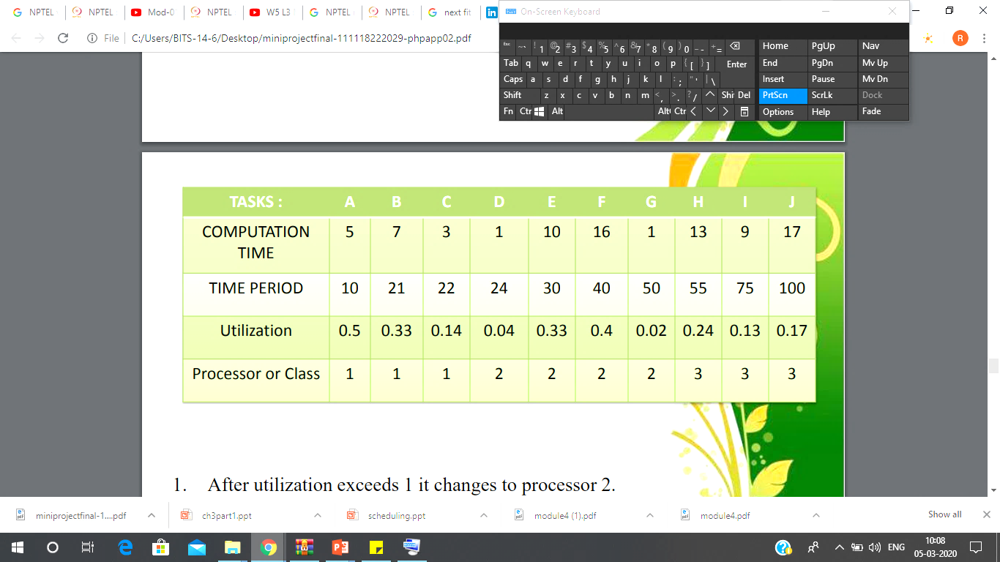 NPTEL
NPTEL
Mod-0
NPTEL
W5 L3
NPTEL
NPTEL
next fit
On-Screen Keyboard
File | C:/Users/BITS-14-6/Desktop/miniprojectfinal-111118222029-phpapp02.pdf
R
Esc ~` ! 1 @ 2 # 3 $ 4 % 5 ^ 6 & 7 * 8 ( 9 ) 0 _ - + = Home PgUp Nav
Tab q w e r t y u i o p { [ } ] Enter End PgDn Mv Up
Caps a s d f g h j k l : ; " ' | \ Insert Pause Mv Dn
Shift z x c v b n m < , > . ? / Shi Del PrtScn ScrLk Dock
Fn Ctr Alt Alt Ctr Options Help Fade
TASKS : A B C D E F G H I J
COMPUTATION 5 7 3 1 10 16 1 13 9 17
TIME
TIME PERIOD 10 21 22 24 30 40 50 55 75 100
Utilization 0.5 0.33 0.14 0.04 0.33 0.4 0.02 0.24 0.13 0.17
Processor or Class 1 1 1 2 2 2 2 3 3 3
1. After utilization exceeds 1 it changes to processor 2.
miniprojectfinal-1....pdf
ch3part1.ppt
scheduling.ppt
module4 (1).pdf
module4.pdf
Show all
ENG
10:08
05-03-2020